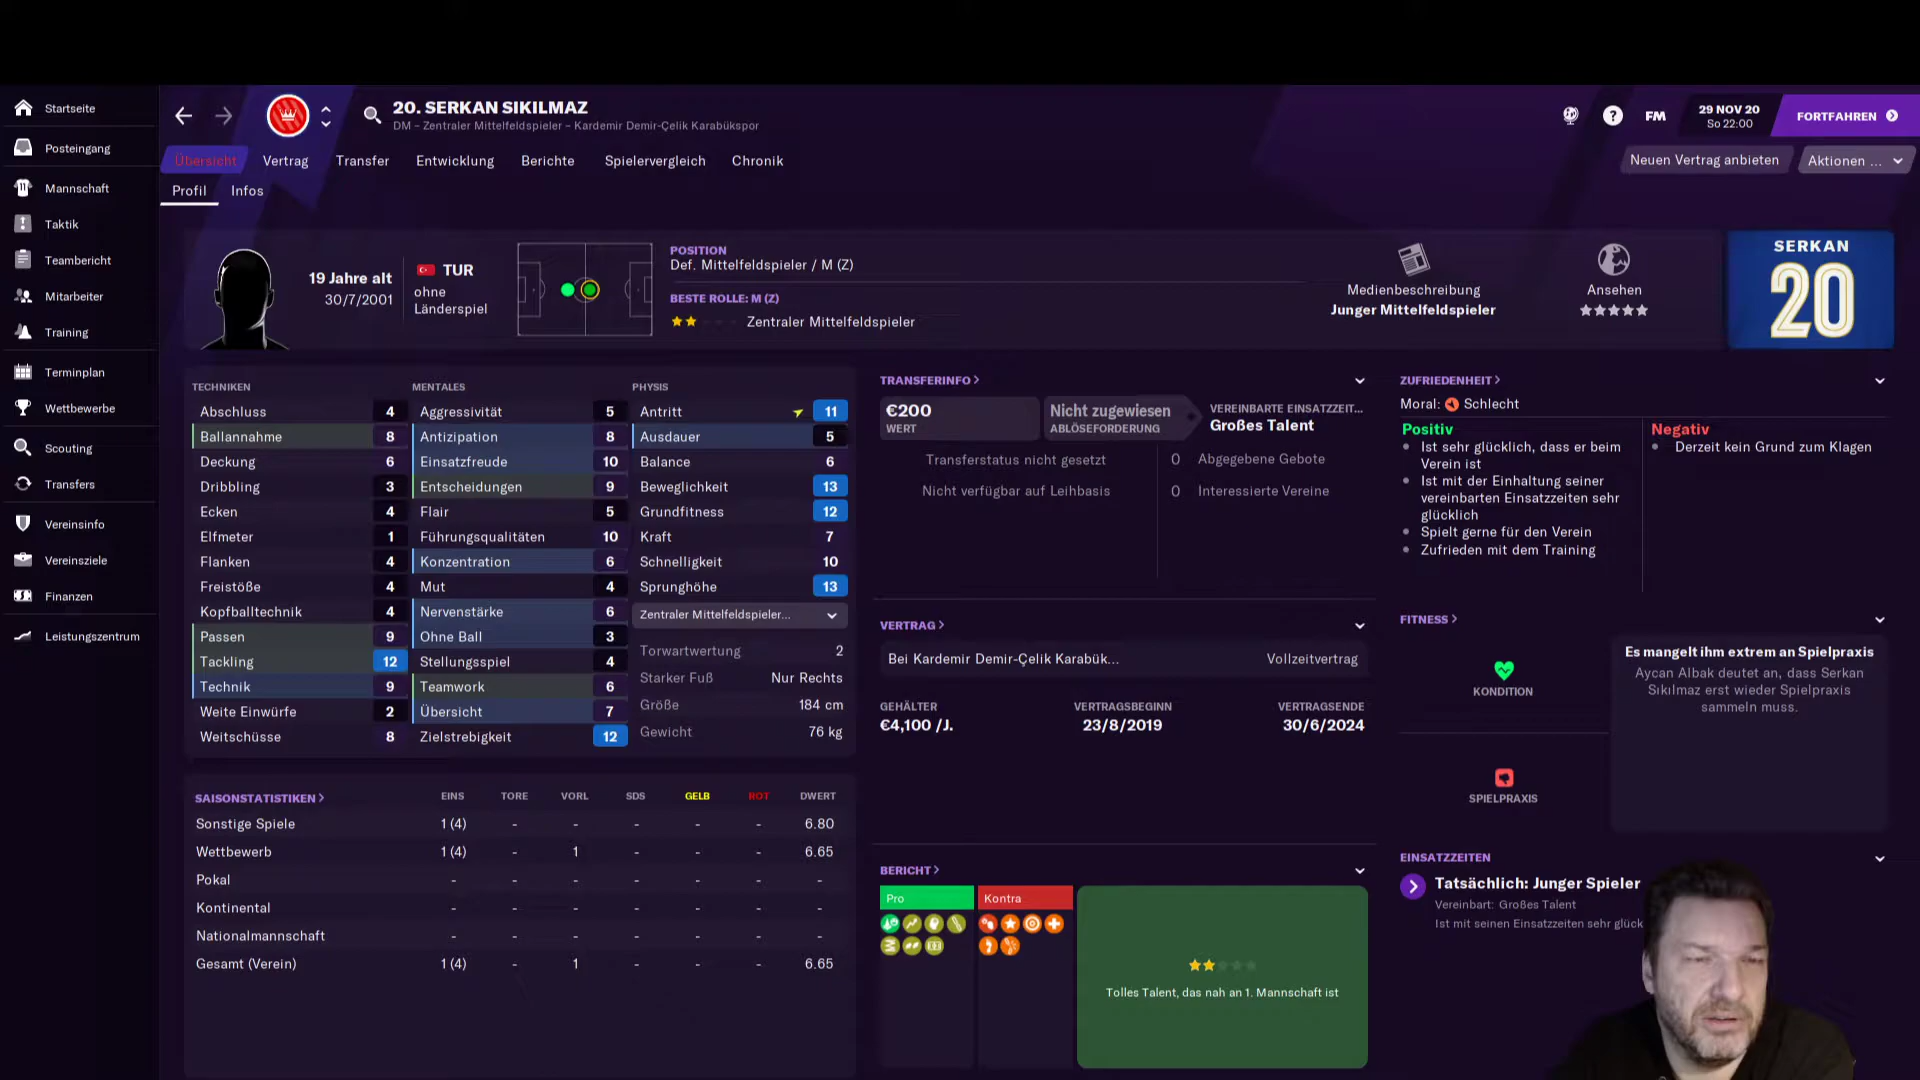 20. SERKAN SIKILMAZ
DM – Zentraler Mittelfeldspieler – Kardemir Demir-Çelik Karabükspor
FM
29 NOV 20
So 22:00
FORTFAHREN
Startseite
Posteingang
Mannschaft
Taktik
Teambericht
Mitarbeiter
Training
Terminplan
Wettbewerbe
Scouting
Transfers
Vereinsinfo
Vereinsziele
Finanzen
Leistungszentrum
Übersicht Vertrag Transfer Entwicklung Berichte Spielervergleich Chronik
Neuen Vertrag anbieten Aktionen ...
Profil Infos
19 Jahre alt
30/7/2001
TUR
ohne
Länderspiel
POSITION
Def. Mittelfeldspieler / M (Z)
BESTE ROLLE: M (Z)
Zentraler Mittelfeldspieler
Medienbeschreibung
Junger Mittelfeldspieler
Ansehen
SERKAN
20
TECHNIKEN
Abschluss 4
Ballannahme 8
Deckung 6
Dribbling 3
Ecken 4
Elfmeter 1
Flanken 4
Freistöße 4
Kopfballtechnik 4
Passen 9
Tackling 12
Technik 9
Weite Einwürfe 2
Weitschüsse 8
MENTALES
Aggressivität 5
Antizipation 8
Einsatzfreude 10
Entscheidungen 9
Flair 5
Führungsqualitäten 10
Konzentration 6
Mut 4
Nervenstärke 6
Ohne Ball 3
Stellungsspiel 4
Teamwork 6
Übersicht 7
Zielstrebigkeit 12
PHYSIS
Antritt 11
Ausdauer 5
Balance 6
Beweglichkeit 13
Grundfitness 12
Kraft 7
Schnelligkeit 10
Sprunghöhe 13
Zentraler Mittelfeldspieler...
Torwartwertung 2
Starker Fuß Nur Rechts
Größe 184 cm
Gewicht 76 kg
TRANSFERINFO
€200
WERT
Nicht zugewiesen
ABLÖSEFORDERUNG
VEREINBARTE EINSATZZEIT...
Großes Talent
Transferstatus nicht gesetzt
Nicht verfügbar auf Leihbasis
0 Abgegebene Gebote
0 Interessierte Vereine
VERTRAG
Bei Kardemir Demir-Çelik Karabük... Vollzeitvertrag
GEHÄLTER VERTRAGSBEGINN VERTRAGSENDE
€4,100 /J. 23/8/2019 30/6/2024
BERICHT
Pro Kontra
Tolles Talent, das nah an 1. Mannschaft ist
ZUFRIEDENHEIT
Moral: Schlecht
Positiv
Ist sehr glücklich, dass er beim
Verein ist
Ist mit der Einhaltung seiner
vereinbarten Einsatzzeiten sehr
glücklich
Spielt gerne für den Verein
Zufrieden mit dem Training
Negativ
Derzeit kein Grund zum Klagen
FITNESS
KONDITION
SPIELPRAXIS
Es mangelt ihm extrem an Spielpraxis
Aycan Albak deutet an, dass Serkan
Sıkılmaz erst wieder Spielpraxis
sammeln muss.
EINSATZZEITEN
Tatsächlich: Junger Spieler
Vereinbart: Großes Talent
Ist mit seinen Einsatzzeiten sehr glück
SAISONSTATISTIKEN EINS TORE VORL SDS GELB ROT DWERT
Sonstige Spiele 1 (4) - - - - - 6.80
Wettbewerb 1 (4) - 1 - - - 6.65
Pokal - - - - - - -
Kontinental - - - - - - -
Nationalmannschaft - - - - - - -
Gesamt (Verein) 1 (4) - 1 - - - 6.65